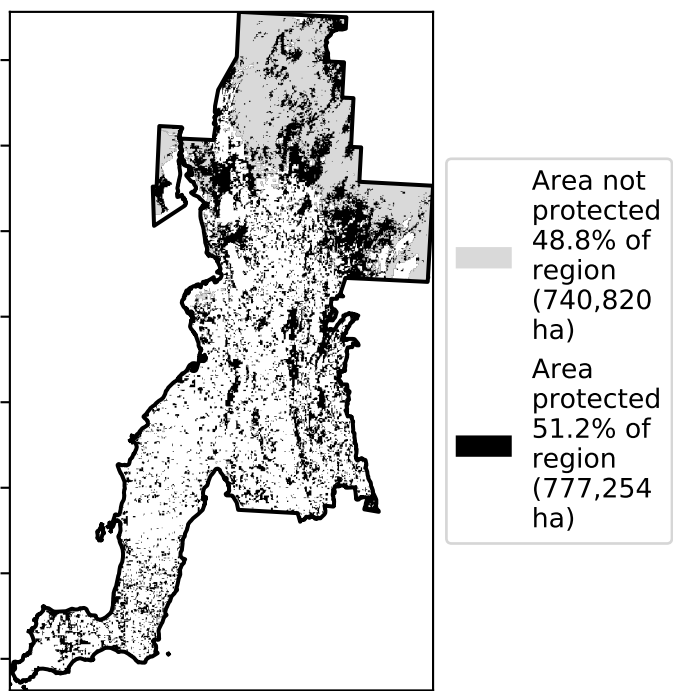 Area not
protected
48.8% of
region
(740,820
ha)
Area
protected
51.2% of
region
(777,254
ha)